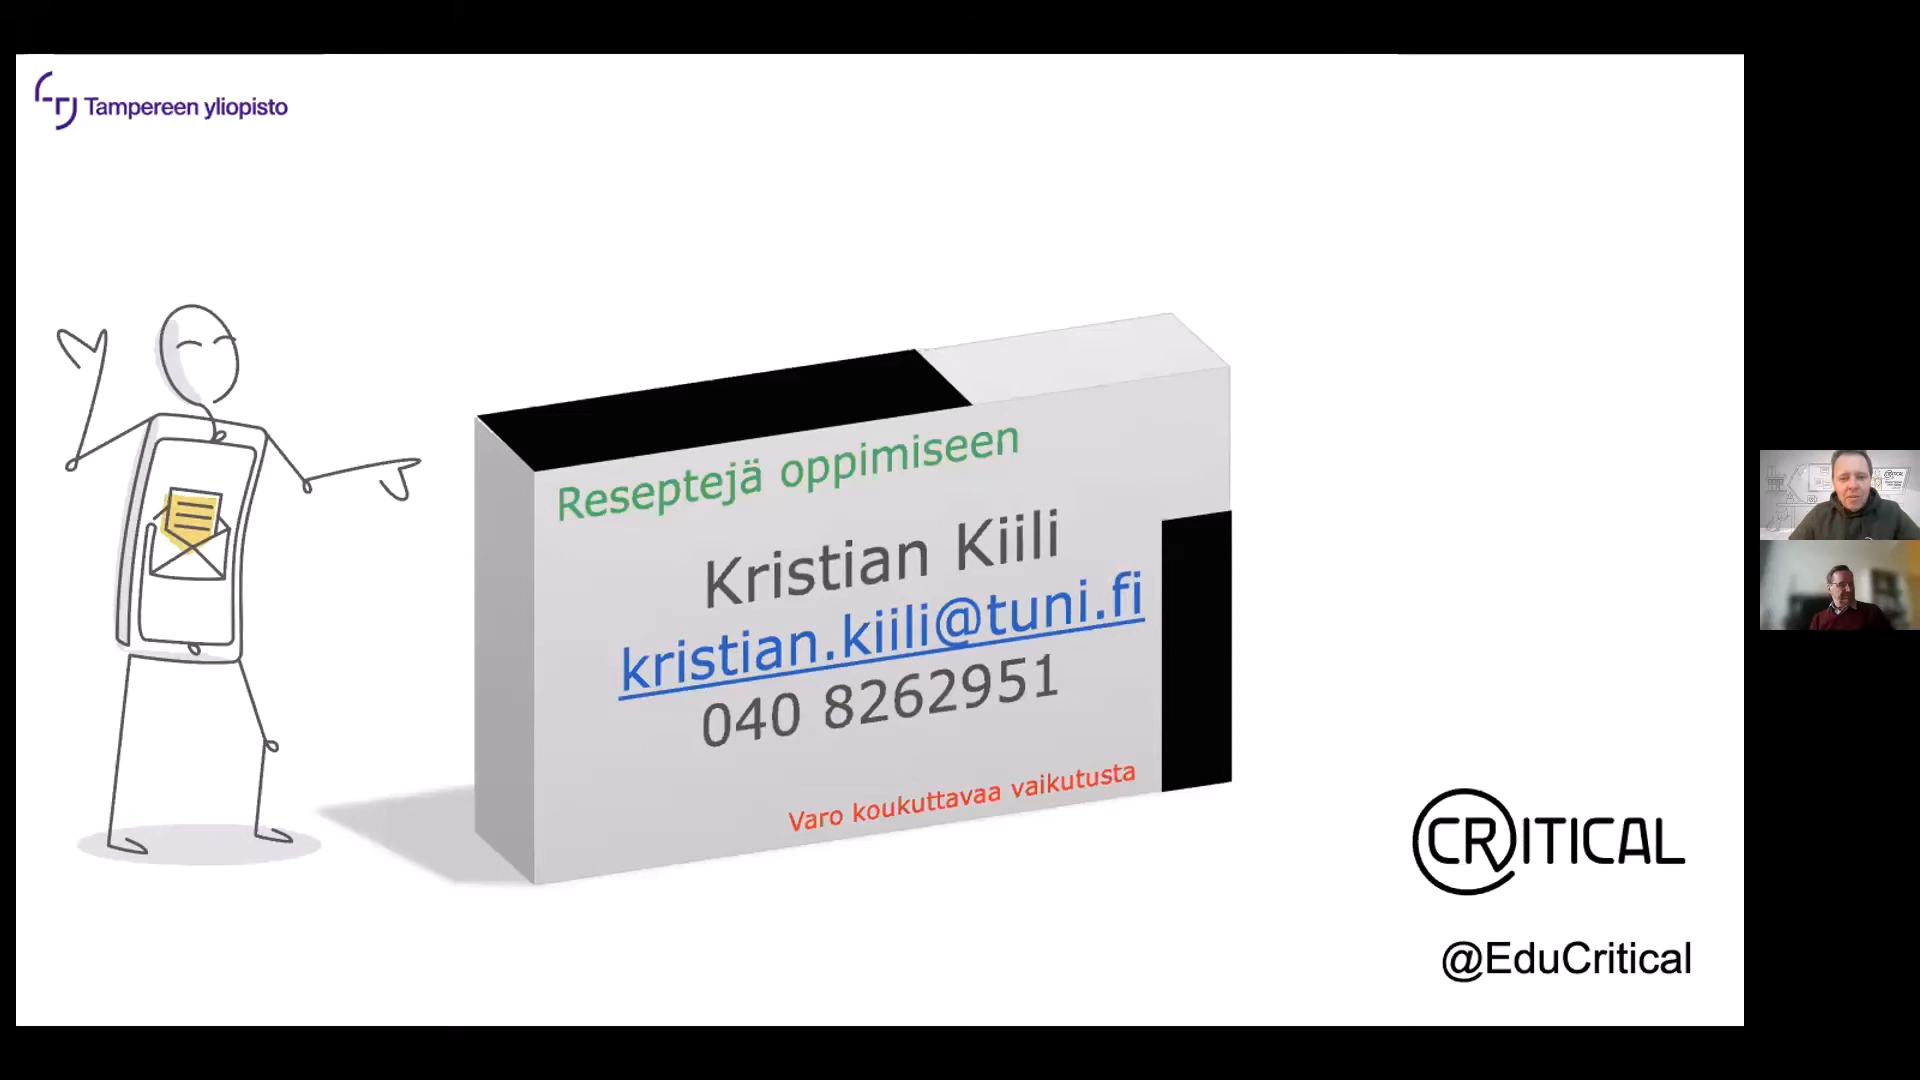 Tampereen yliopisto
Reseptejä oppimiseen
Kristian Kiili
kristian.kiili@tuni.fi
040 8262951
Varo koukuttavaa vaikutusta
CRITICAL
@EduCritical